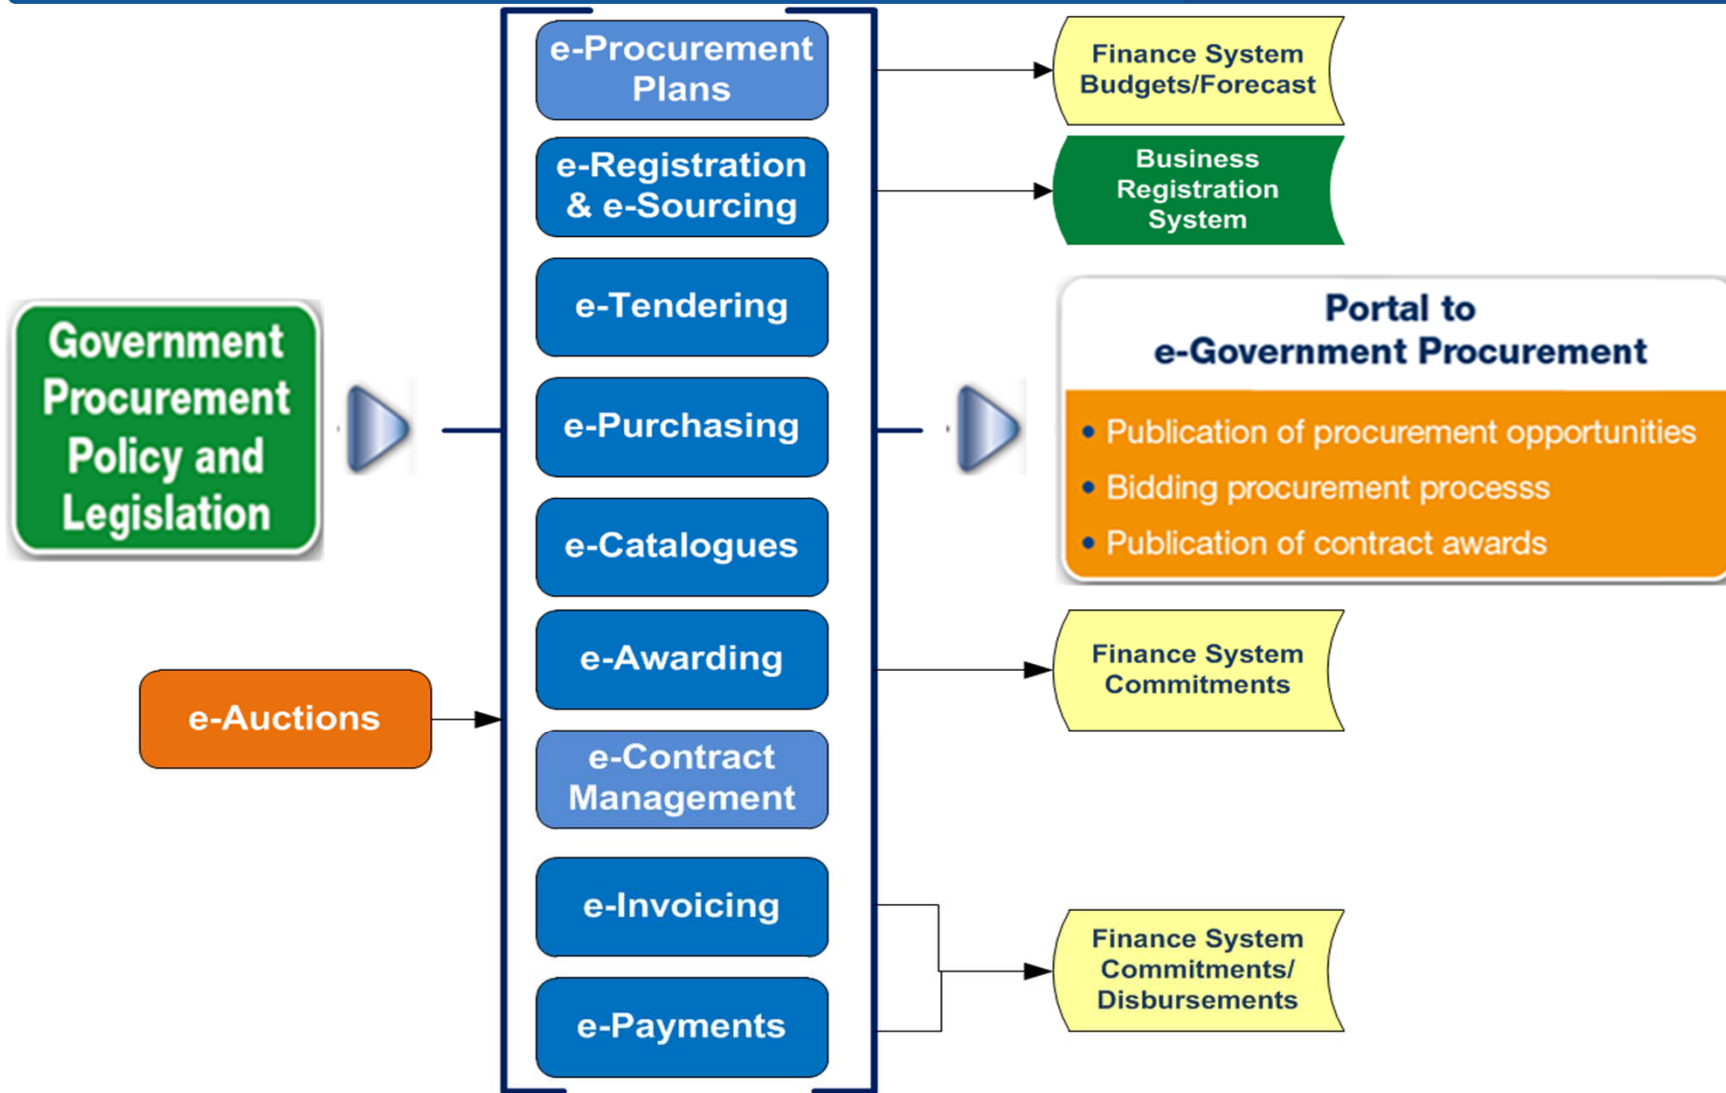 Government
Procurement
Policy and
Legislation
e-Auctions
e-Procurement
Plans
e-Registration
& e-Sourcing
e-Tendering
e-Purchasing
e-Catalogues
e-Awarding
e-Contract
Management
e-Invoicing
e-Payments
Finance System
Budgets/Forecast
Business
Registration
System
Portal to
e-Government Procurement
• Publication of procurement opportunities
• Bidding procurement processs
• Publication of contract awards
Finance System
Commitments
Finance System
Commitments/
Disbursements